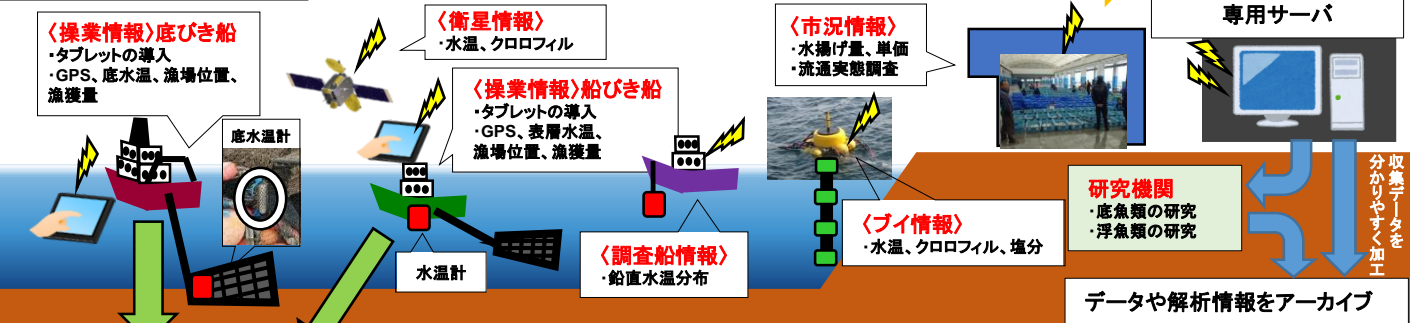 〈操業情報〉底びき船
・タブレットの導入
・GPS、底水温、漁場位置、
漁獲量
底水温計
〈衛星情報〉
・水温、クロロフィル
〈操業情報〉船びき船
・タブレットの導入
・GPS、表層水温、
漁場位置、漁獲量
水温計
〈調査船情報〉
・鉛直水温分布
〈市況情報〉
・水揚げ量、単価
・流通実態調査
〈ブイ情報〉
・水温、クロロフィル、塩分
専用サーバ
研究機関
・底魚類の研究
・浮魚類の研究
収集データを
分かりやすく加工
データや解析情報をアーカイブ